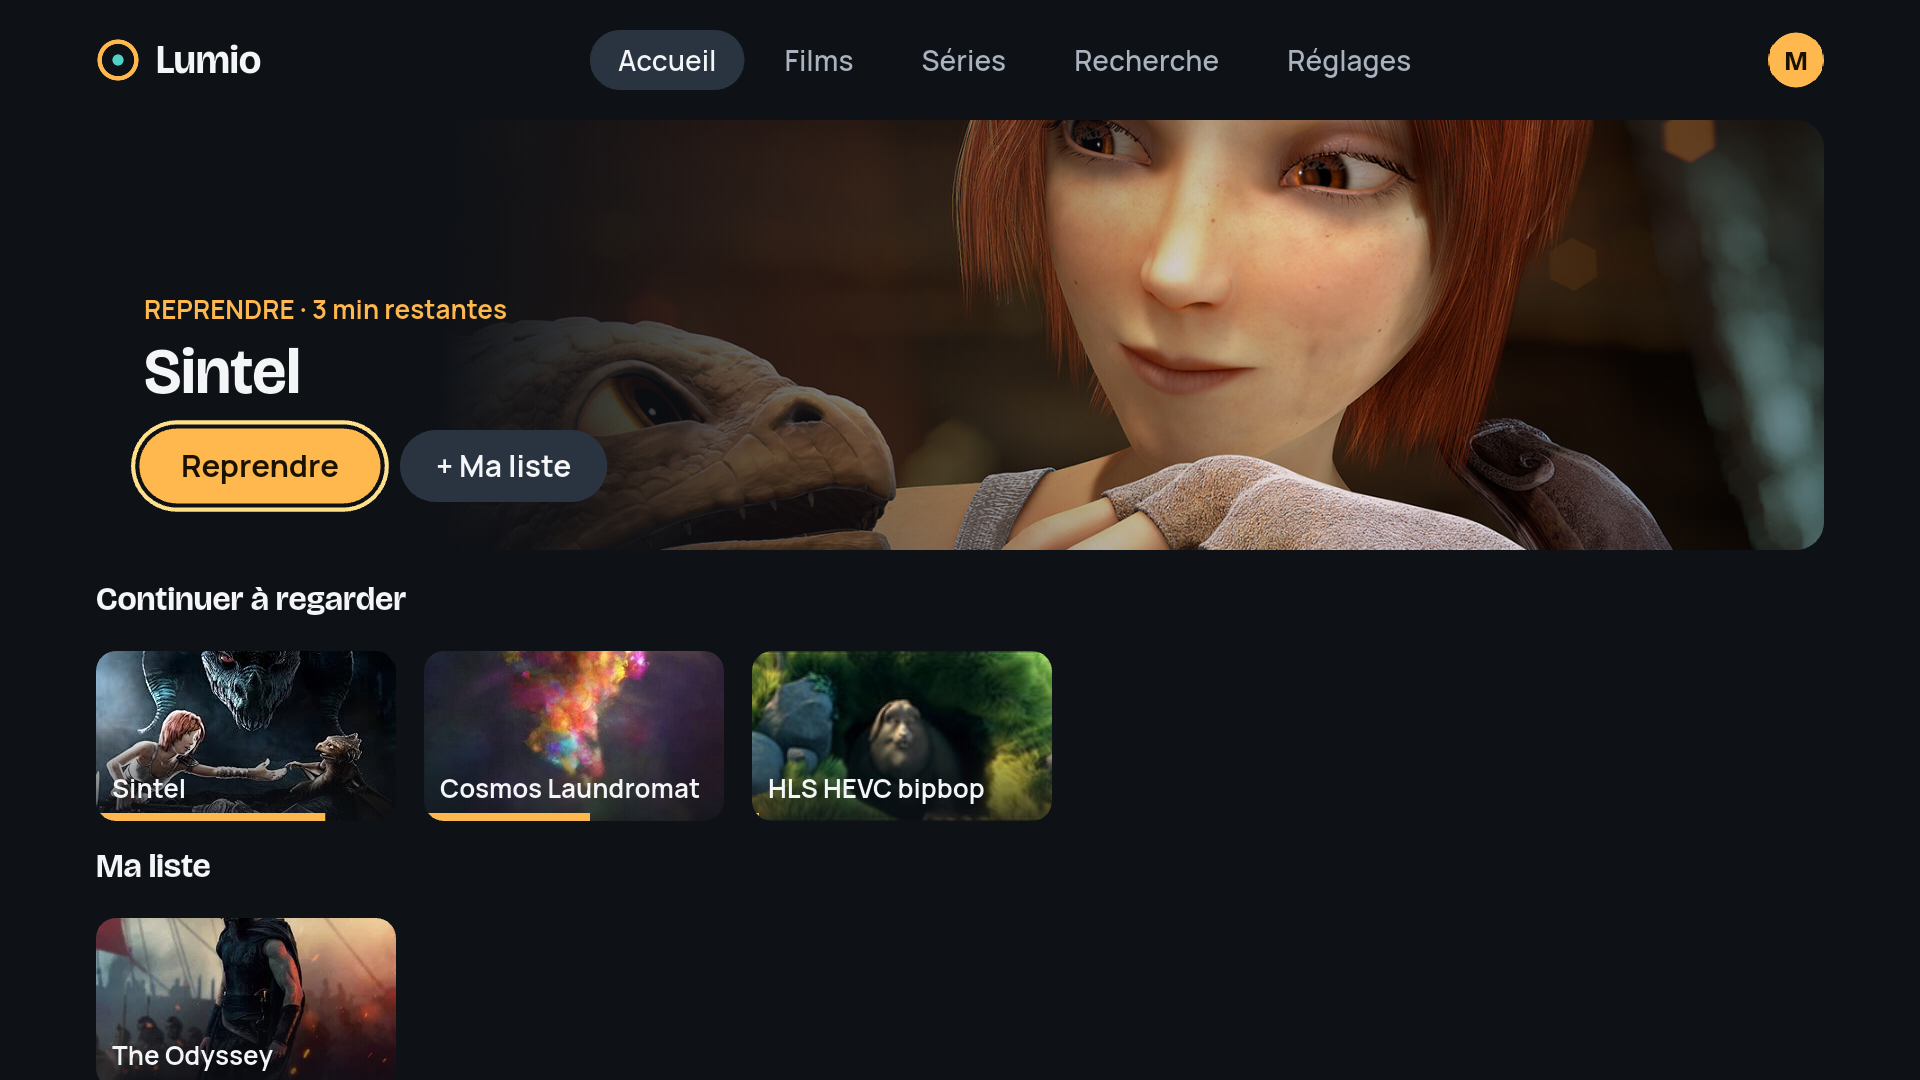 Lumio
Accueil
Films
Séries
Recherche
Réglages
M
REPRENDRE · 3 min restantes
Sintel
Reprendre
+ Ma liste
Continuer à regarder
Sintel
Cosmos Laundromat
HLS HEVC bipbop
Ma liste
The Odyssey